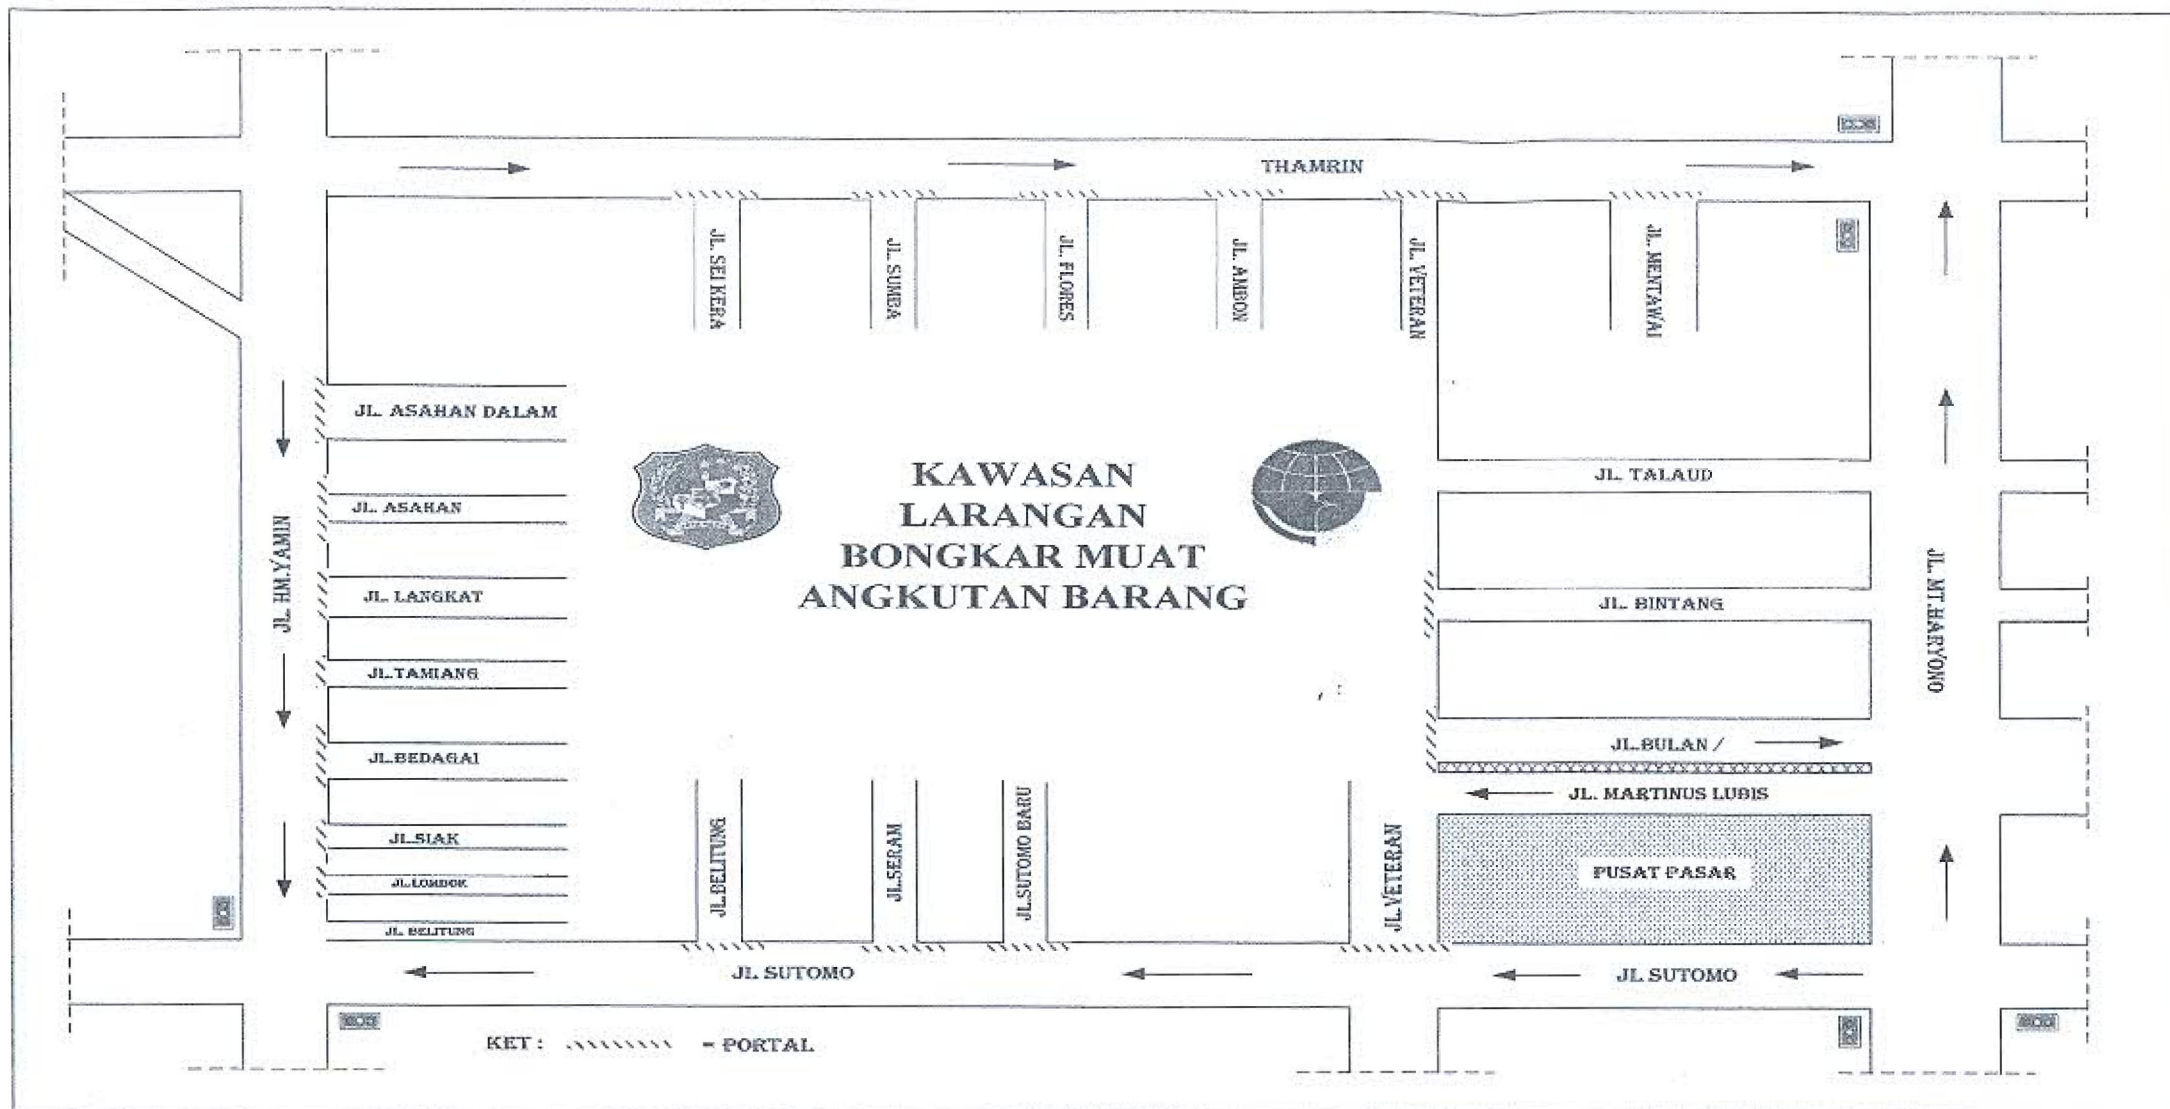 THAMRIN
JL. SEI KERA
JL. SUMBA
JL. FLORES
JL. AMBON
JL. VETERAN
JL. MENTAWAI
JL. ASAHAN DALAM
JL. ASAHAN
JL. LANGKAT
JL.TAMIANG
JL.BEDAGAI
JL.SIAK
JL.LOMBOK
JL. BELITUNG
JL. HM.YAMIN
KAWASAN
LARANGAN
BONGKAR MUAT
ANGKUTAN BARANG
JL. TALAUD
JL. BINTANG
JL.BULAN /
JL. MARTINUS LUBIS
PUSAT PASAR
JL. MT.HARYONO
JL.BELITUNG
JL.SERAM
JL.SUTOMO BARU
JL.VETERAN
JL. SUTOMO
JL. SUTOMO
KET : = PORTAL